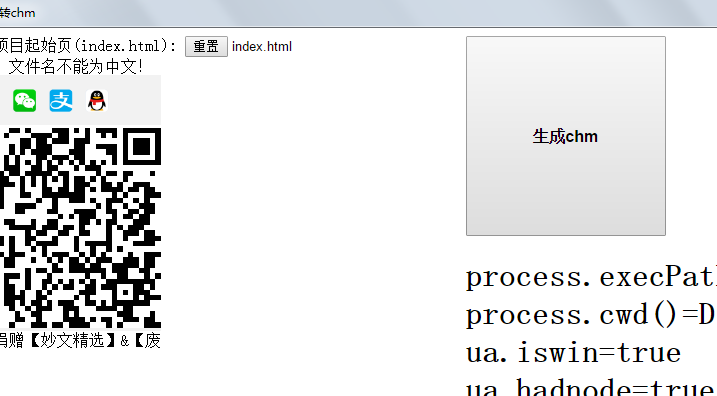 转chm
项目起始页(index.html): 重置 index.html
文件名不能为中文!
生成chm
捐赠【妙文精选】&【废
process.execPat
process.cwd()=D
ua.iswin=true
ua.hadnode=true